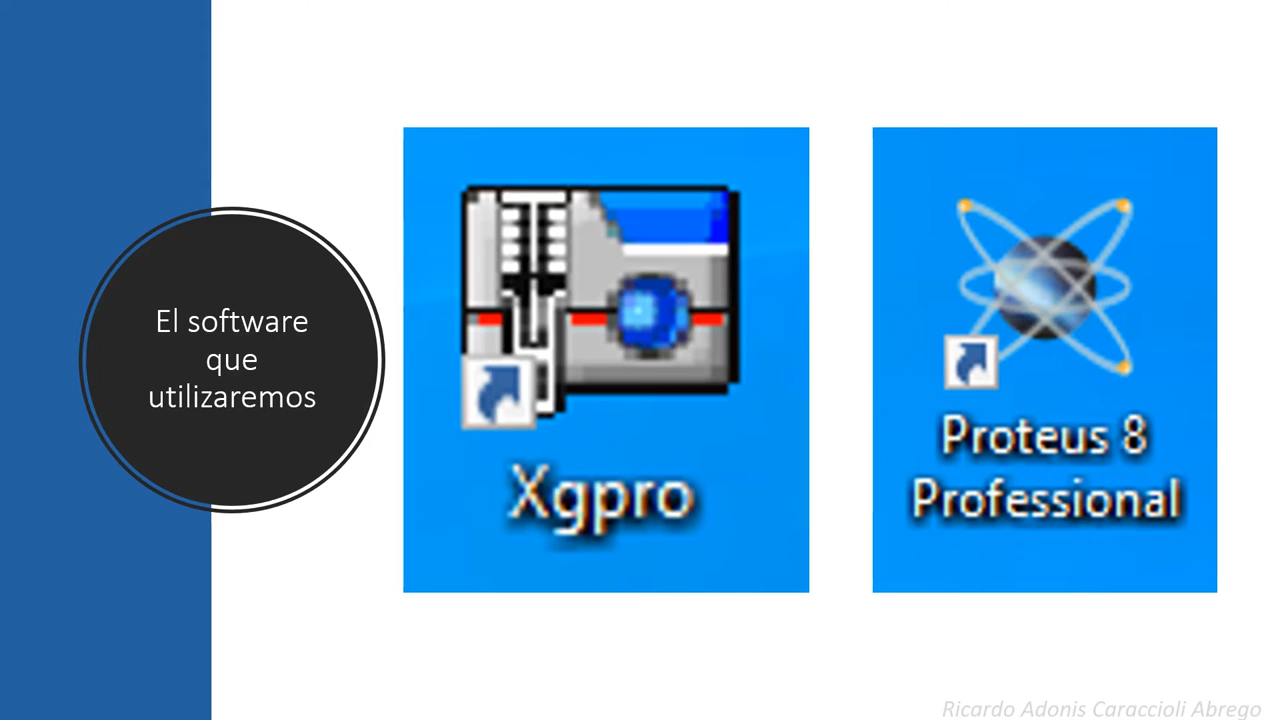 El software
que
utilizaremos
Xgpro
Proteus 8
Professional
Ricardo Adonis Caraccioli Abrego